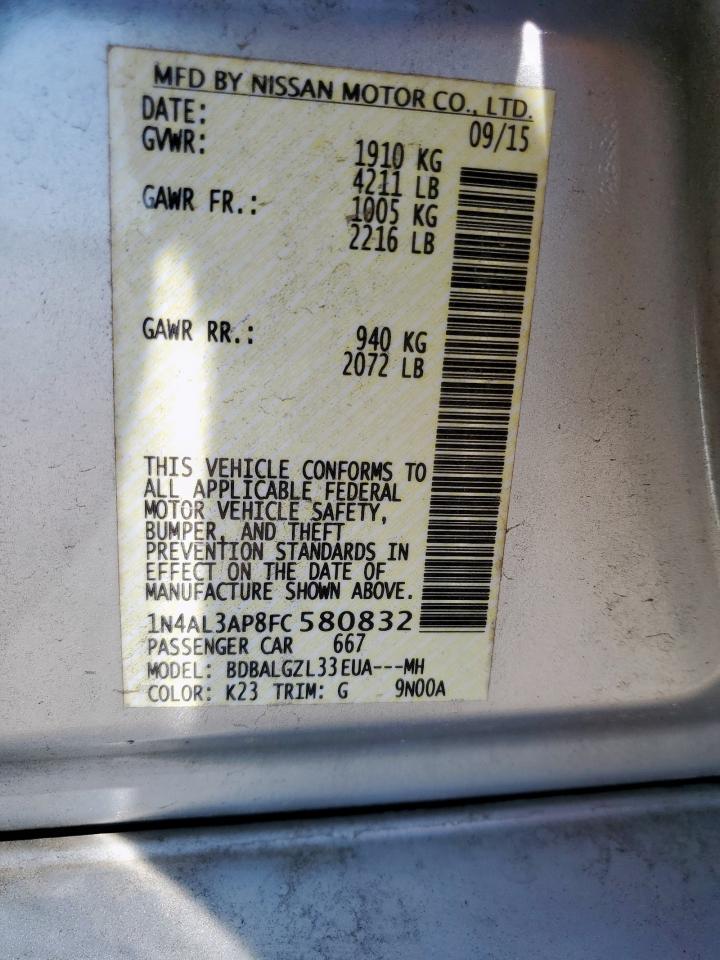 MFD BY NISSAN MOTOR CO., LTD.
DATE: 09/15
GVWR: 1910 KG
4211 LB
GAWR FR.: 1005 KG
2216 LB
GAWR RR.: 940 KG
2072 LB
THIS VEHICLE CONFORMS TO
ALL APPLICABLE FEDERAL
MOTOR VEHICLE SAFETY,
BUMPER, AND THEFT
PREVENTION STANDARDS IN
EFFECT ON THE DATE OF
MANUFACTURE SHOWN ABOVE.
1N4AL3AP8FC 580832
PASSENGER CAR 667
MODEL: BDBALGZL33EUA---MH
COLOR: K23 TRIM: G 9N00A